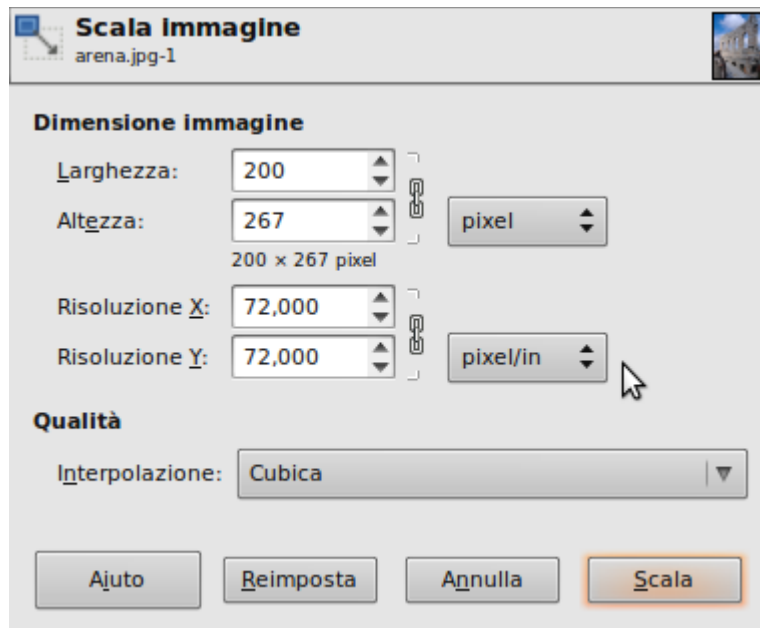 Scala immagine
arena.jpg-1
Dimensione immagine
Larghezza: 200
Altezza: 267 pixel
200 × 267 pixel
Risoluzione X: 72,000
Risoluzione Y: 72,000 pixel/in
Qualità
Interpolazione: Cubica
Aiuto Reimposta Annulla Scala